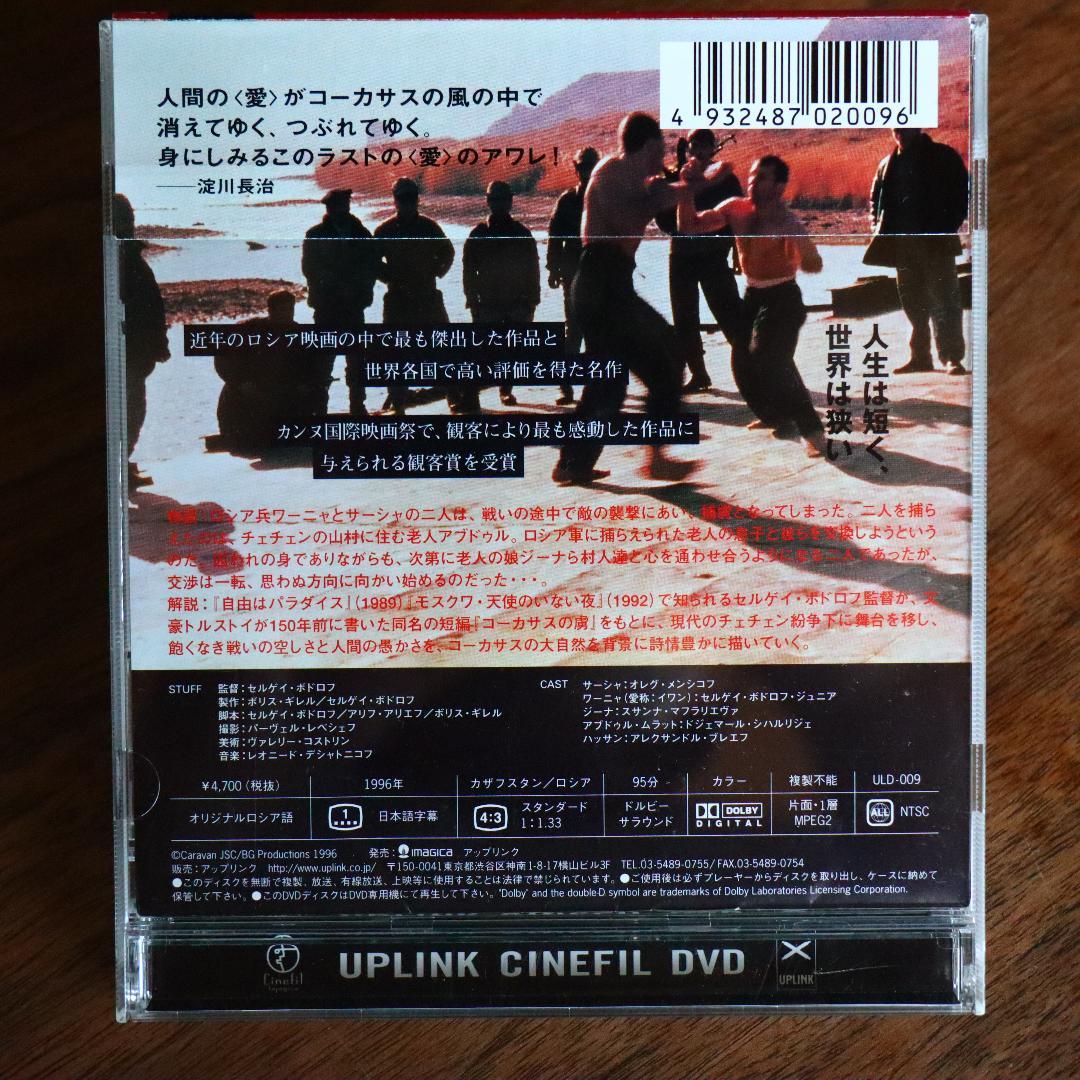 人間の〈愛〉がコーカサスの風の中で
消えてゆく、つぶれてゆく。
身にしみるこのラストの〈愛〉のアワレ!
──淀川長治
4 932487 020096
人生は短く、
世界は狭い
近年のロシア映画の中で最も傑出した作品と
世界各国で高い評価を得た名作
カンヌ国際映画祭で、観客により最も感動した作品に
与えられる観客賞を受賞
物語:ロシア兵ワーニャとサーシャの二人は、戦いの途中で敵の襲撃にあい、捕虜となってしまった。二人を捕ら
えたのは、チェチェンの山村に住む老人アブドゥル。ロシア軍に捕らえられた老人の息子と彼らを交換しようという
のだ。囚われの身でありながらも、次第に老人の娘ジーナら村人達と心を通わせ合うようになる二人であったが、
交渉は一転、思わぬ方向に向かい始めるのだった・・・。
解説:『自由はパラダイス』(1989)『モスクワ・天使のいない夜』(1992)で知られるセルゲイ・ボドロフ監督が、文
豪トルストイが150年前に書いた同名の短編『コーカサスの虜』をもとに、現代のチェチェン紛争下に舞台を移し、
飽くなき戦いの空しさと人間の愚かさを、コーカサスの大自然を背景に詩情豊かに描いていく。
STUFF 監督:セルゲイ・ボドロフ
製作:ボリス・ギレル/セルゲイ・ボドロフ
脚本:セルゲイ・ボドロフ/アリフ・アリエフ/ボリス・ギレル
撮影:パーヴェル・レベシェフ
美術:ヴァレリー・コストリン
音楽:レオニード・デシャトニコフ
CAST サーシャ:オレグ・メンシコフ
ワーニャ(愛称:イワン):セルゲイ・ボドロフ・ジュニア
ジーナ:スサンナ・マフラリエヴァ
アブドゥル・ムラット:ドジェマール・シハルリジェ
ハッサン:アレクサンドル・ブレエフ
¥4,700(税抜) 1996年 カザフスタン/ロシア 95分 カラー 複製不能 ULD-009
オリジナルロシア語 1 日本語字幕 4:3 スタンダード 1:1.33 ドルビー サラウンド DOLBY DIGITAL 片面・1層 MPEG2 ALL NTSC
©Caravan JSC/BG Productions 1996 発売:IMAGICA アップリンク
販売:アップリンク http://www.uplink.co.jp/ 〒150-0041東京都渋谷区神南1-8-17横山ビル3F TEL.03-5489-0755/FAX.03-5489-0754
●このディスクを無断で複製、放送、有線放送、上映等に使用することは法律で禁じられています。●ご使用後は必ずプレーヤーからディスクを取り出し、ケースに納めて
保管して下さい。●このDVDディスクはDVD専用機にて再生して下さい。"Dolby" and the double-D symbol are trademarks of Dolby Laboratories Licensing Corporation.
Cinefil Imagica UPLINK CINEFIL DVD UPLINK